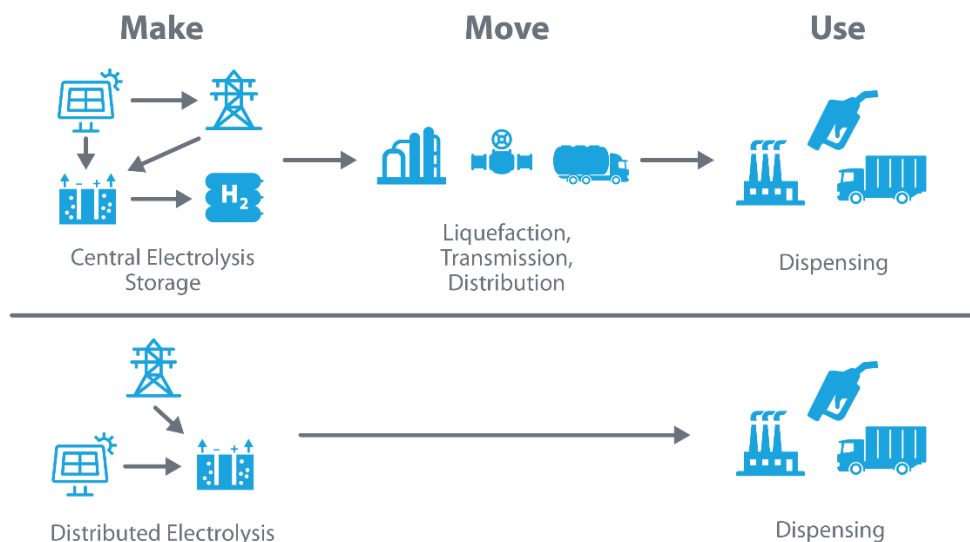 Make
Move
Use
H2
Central Electrolysis
Storage
Liquefaction,
Transmission,
Distribution
Dispensing
Distributed Electrolysis
Dispensing